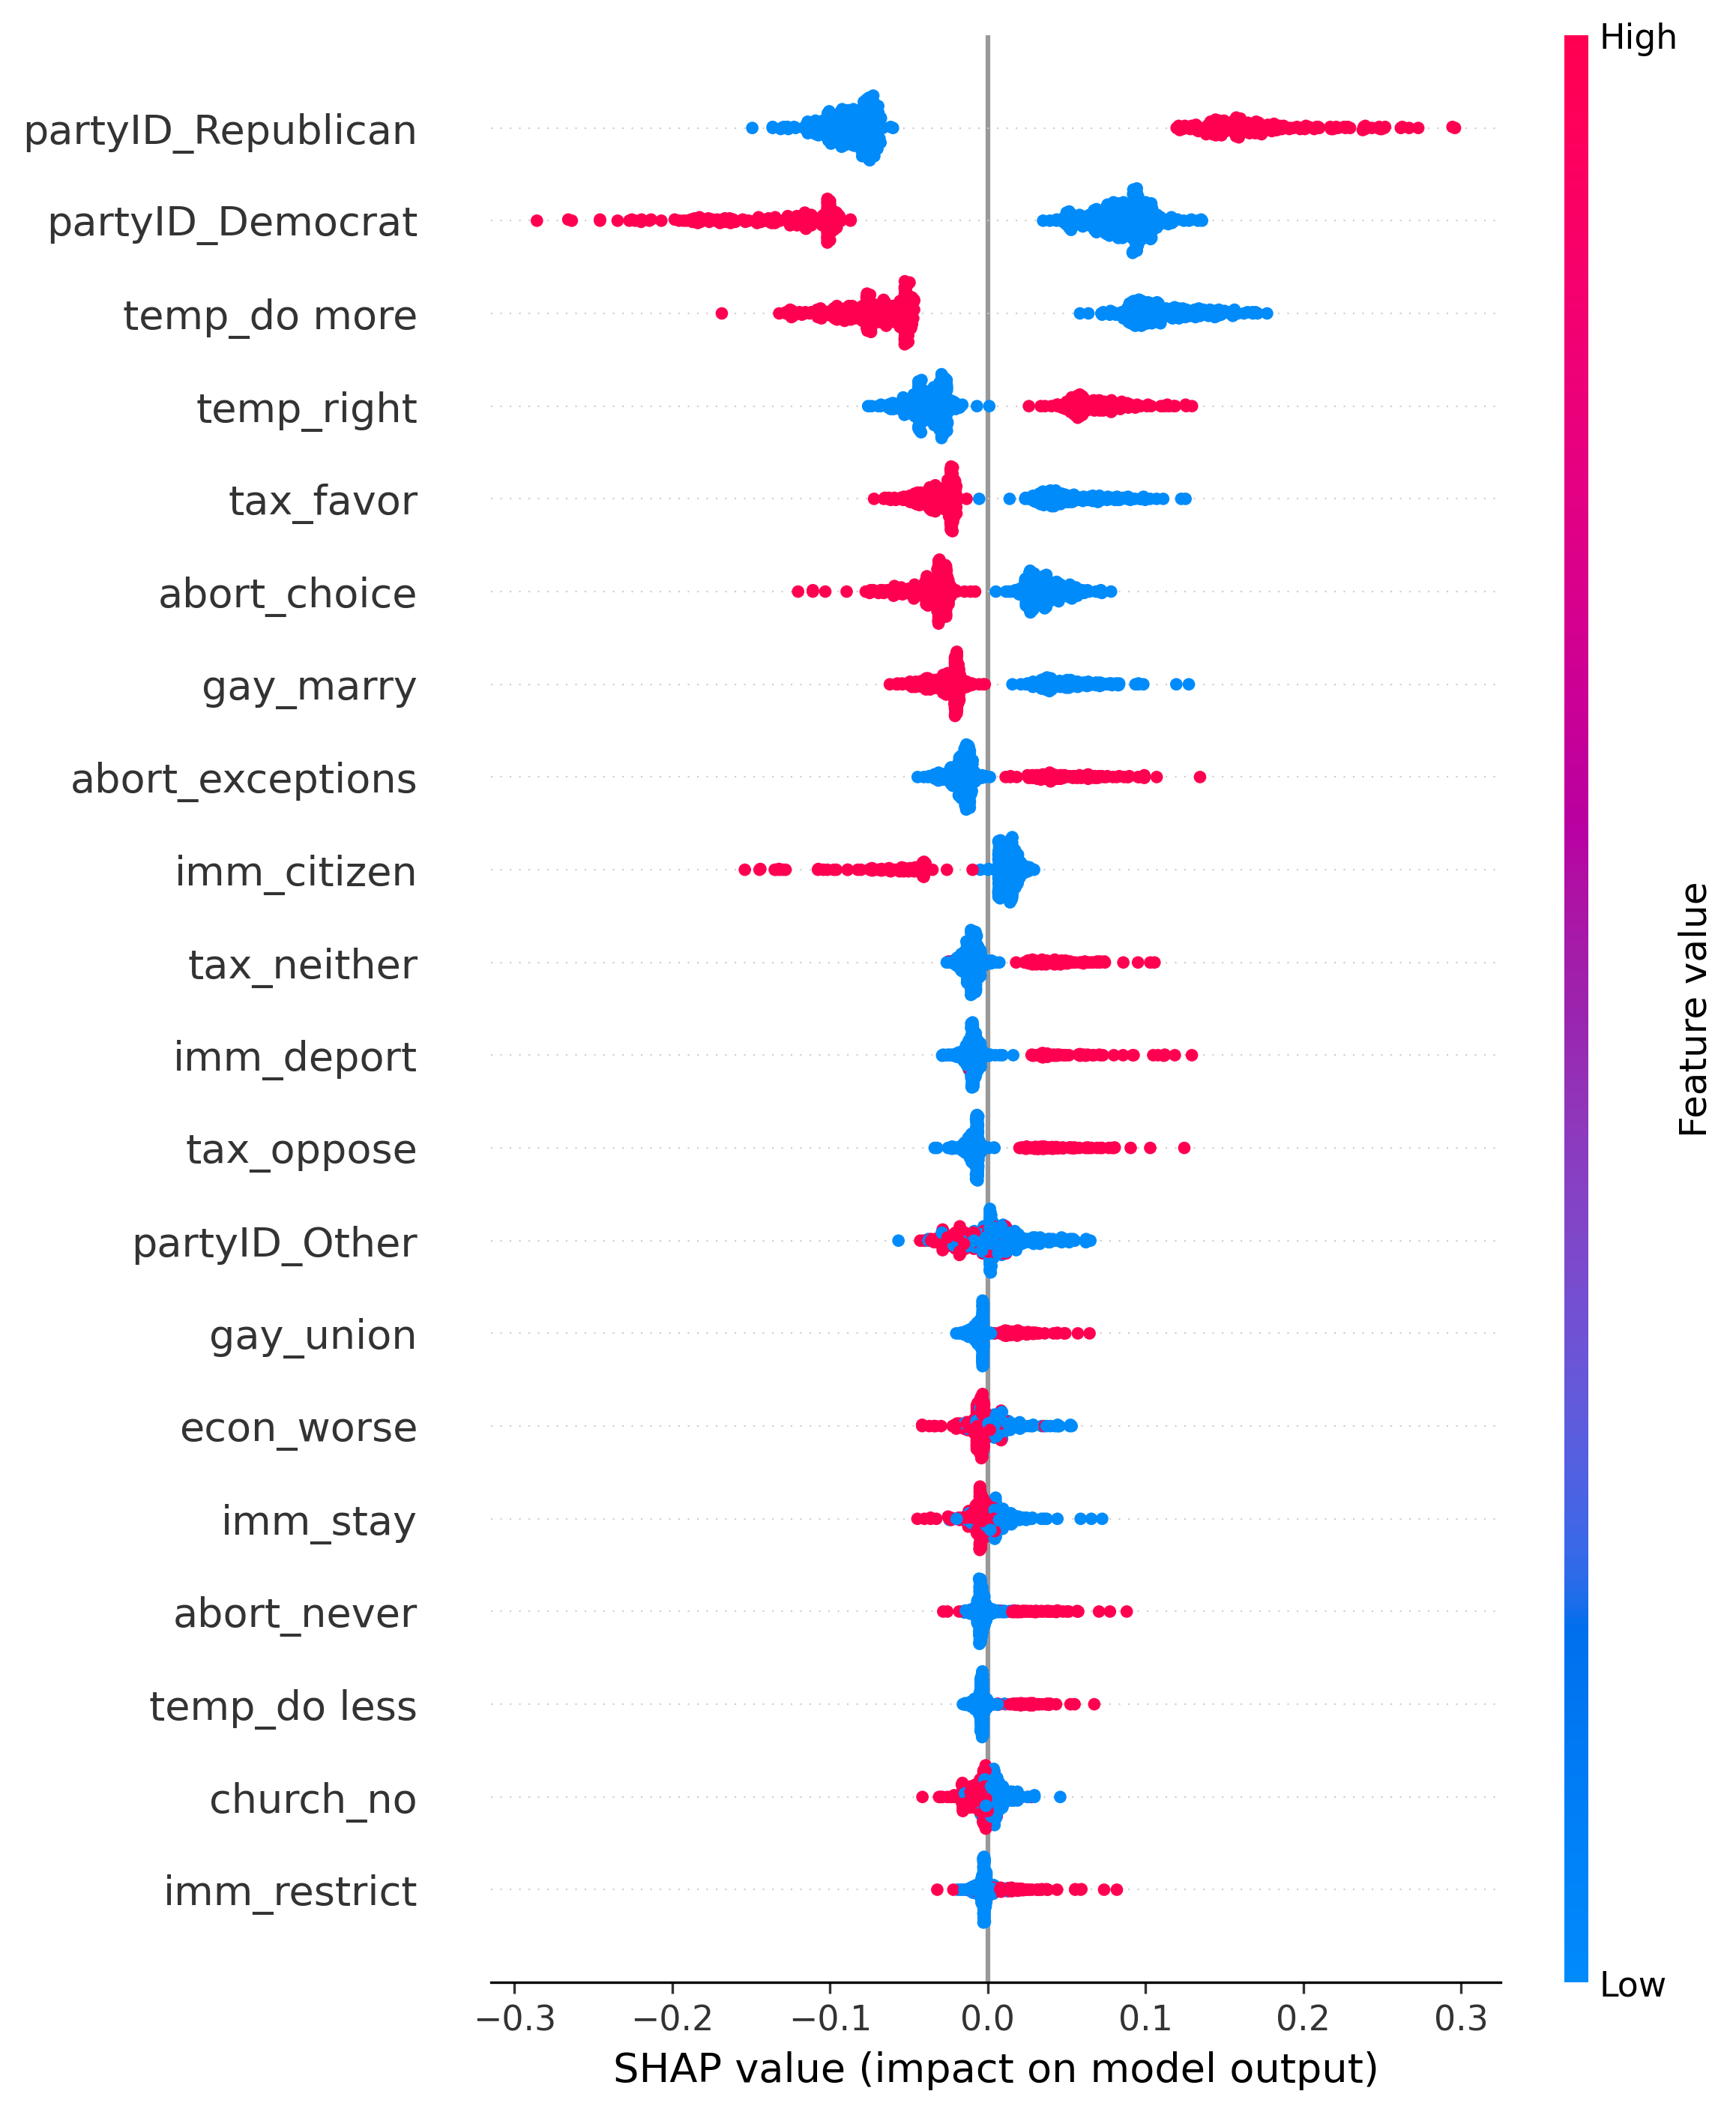 High
partyID_Republican
partyID_Democrat
temp_do more
temp_right
tax_favor
abort_choice
gay_marry
abort_exceptions
imm_citizen
tax_neither
imm_deport
tax_oppose
partyID_Other
gay_union
econ_worse
imm_stay
abort_never
temp_do less
church_no
imm_restrict
Feature value
Low
−0.3 −0.2 −0.1 0.0 0.1 0.2 0.3
SHAP value (impact on model output)